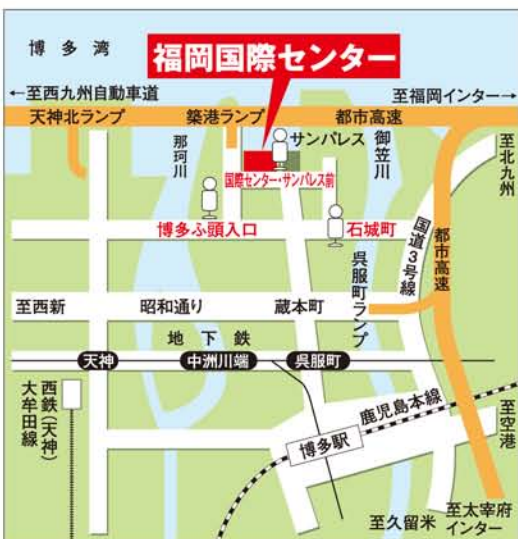 博多湾
福岡国際センター
←至西九州自動車道
至福岡インター→
天神北ランプ
築港ランプ
都市高速
那珂川
サンパレス
御笠川
至北九州
国際センター・サンパレス前
博多ふ頭入口
石城町
国道3号線
都市高速
呉服町ランプ
至西新
昭和通り
蔵本町
地下鉄
天神
中洲川端
呉服町
西鉄(天神)
大牟田線
鹿児島本線
博多駅
至空港
至久留米
至太宰府
インター